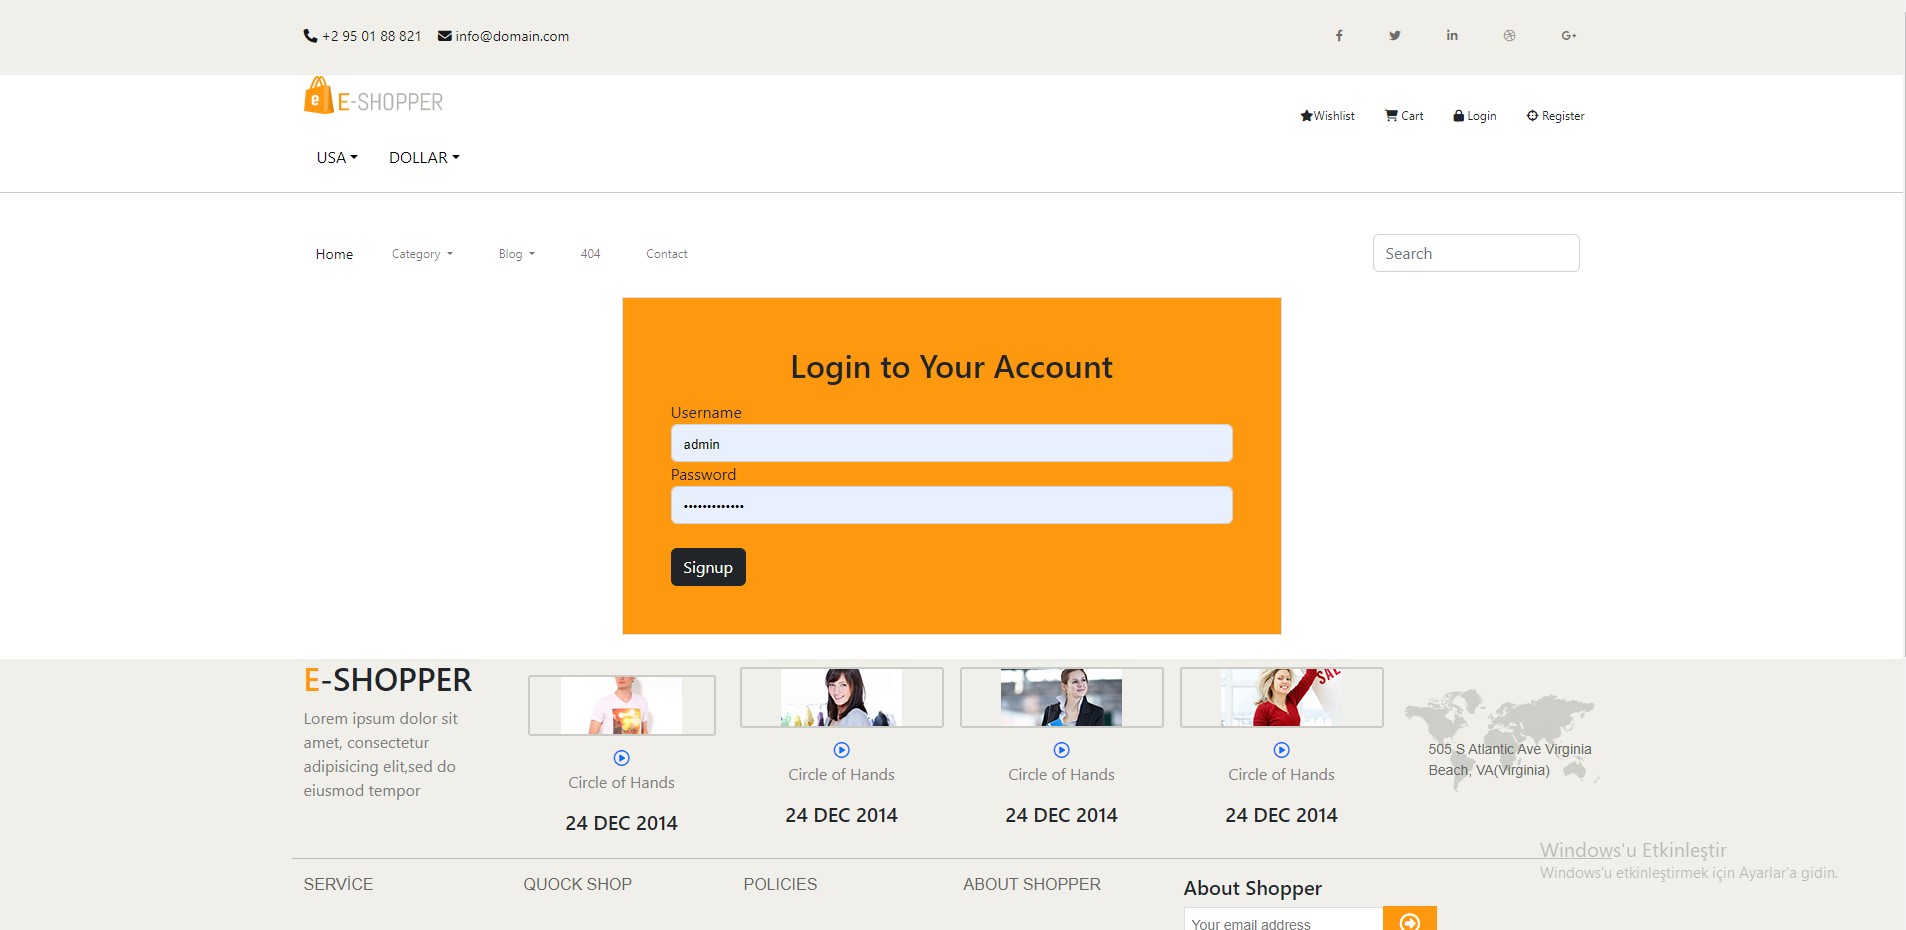 +2 95 01 88 821 info@domain.com
E-SHOPPER
Wishlist Cart Login Register
USA DOLLAR
Home Category Blog 404 Contact Search
Login to Your Account
Username
admin
Password
•••••••••••••
Signup
E-SHOPPER
Lorem ipsum dolor sit
amet, consectetur
adipisicing elit,sed do
eiusmod tempor
Circle of Hands
24 DEC 2014
SALE
Circle of Hands
24 DEC 2014
Circle of Hands
24 DEC 2014
Circle of Hands
24 DEC 2014
505 S Atlantic Ave Virginia
Beach, VA(Virginia)
Windows'u Etkinleştir
Windows'u etkinleştirmek için Ayarlar'a gidin.
SERVİCE
QUOCK SHOP
POLICIES
ABOUT SHOPPER
About Shopper
Your email address